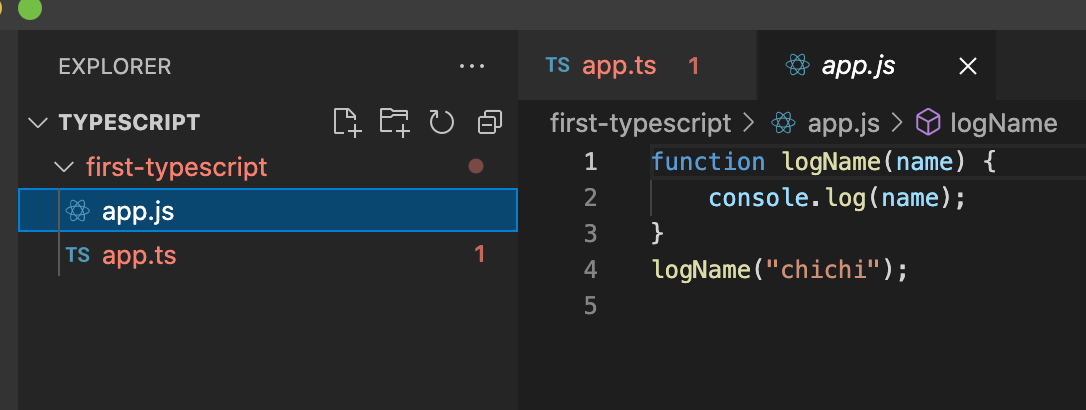 EXPLORER ...
TYPESCRIPT
first-typescript
app.js
TS app.ts 1
TS app.ts 1 app.js
first-typescript > app.js > logName
1 function logName(name) {
2 console.log(name);
3 }
4 logName("chichi");
5